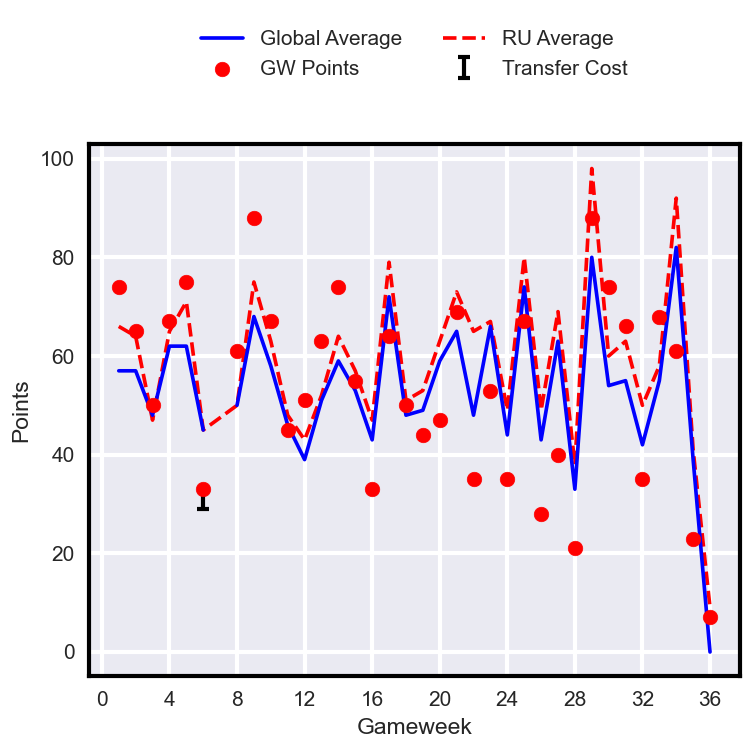 Global Average
RU Average
GW Points
Transfer Cost
100
80
60
40
20
0
Points
0 4 8 12 16 20 24 28 32 36
Gameweek